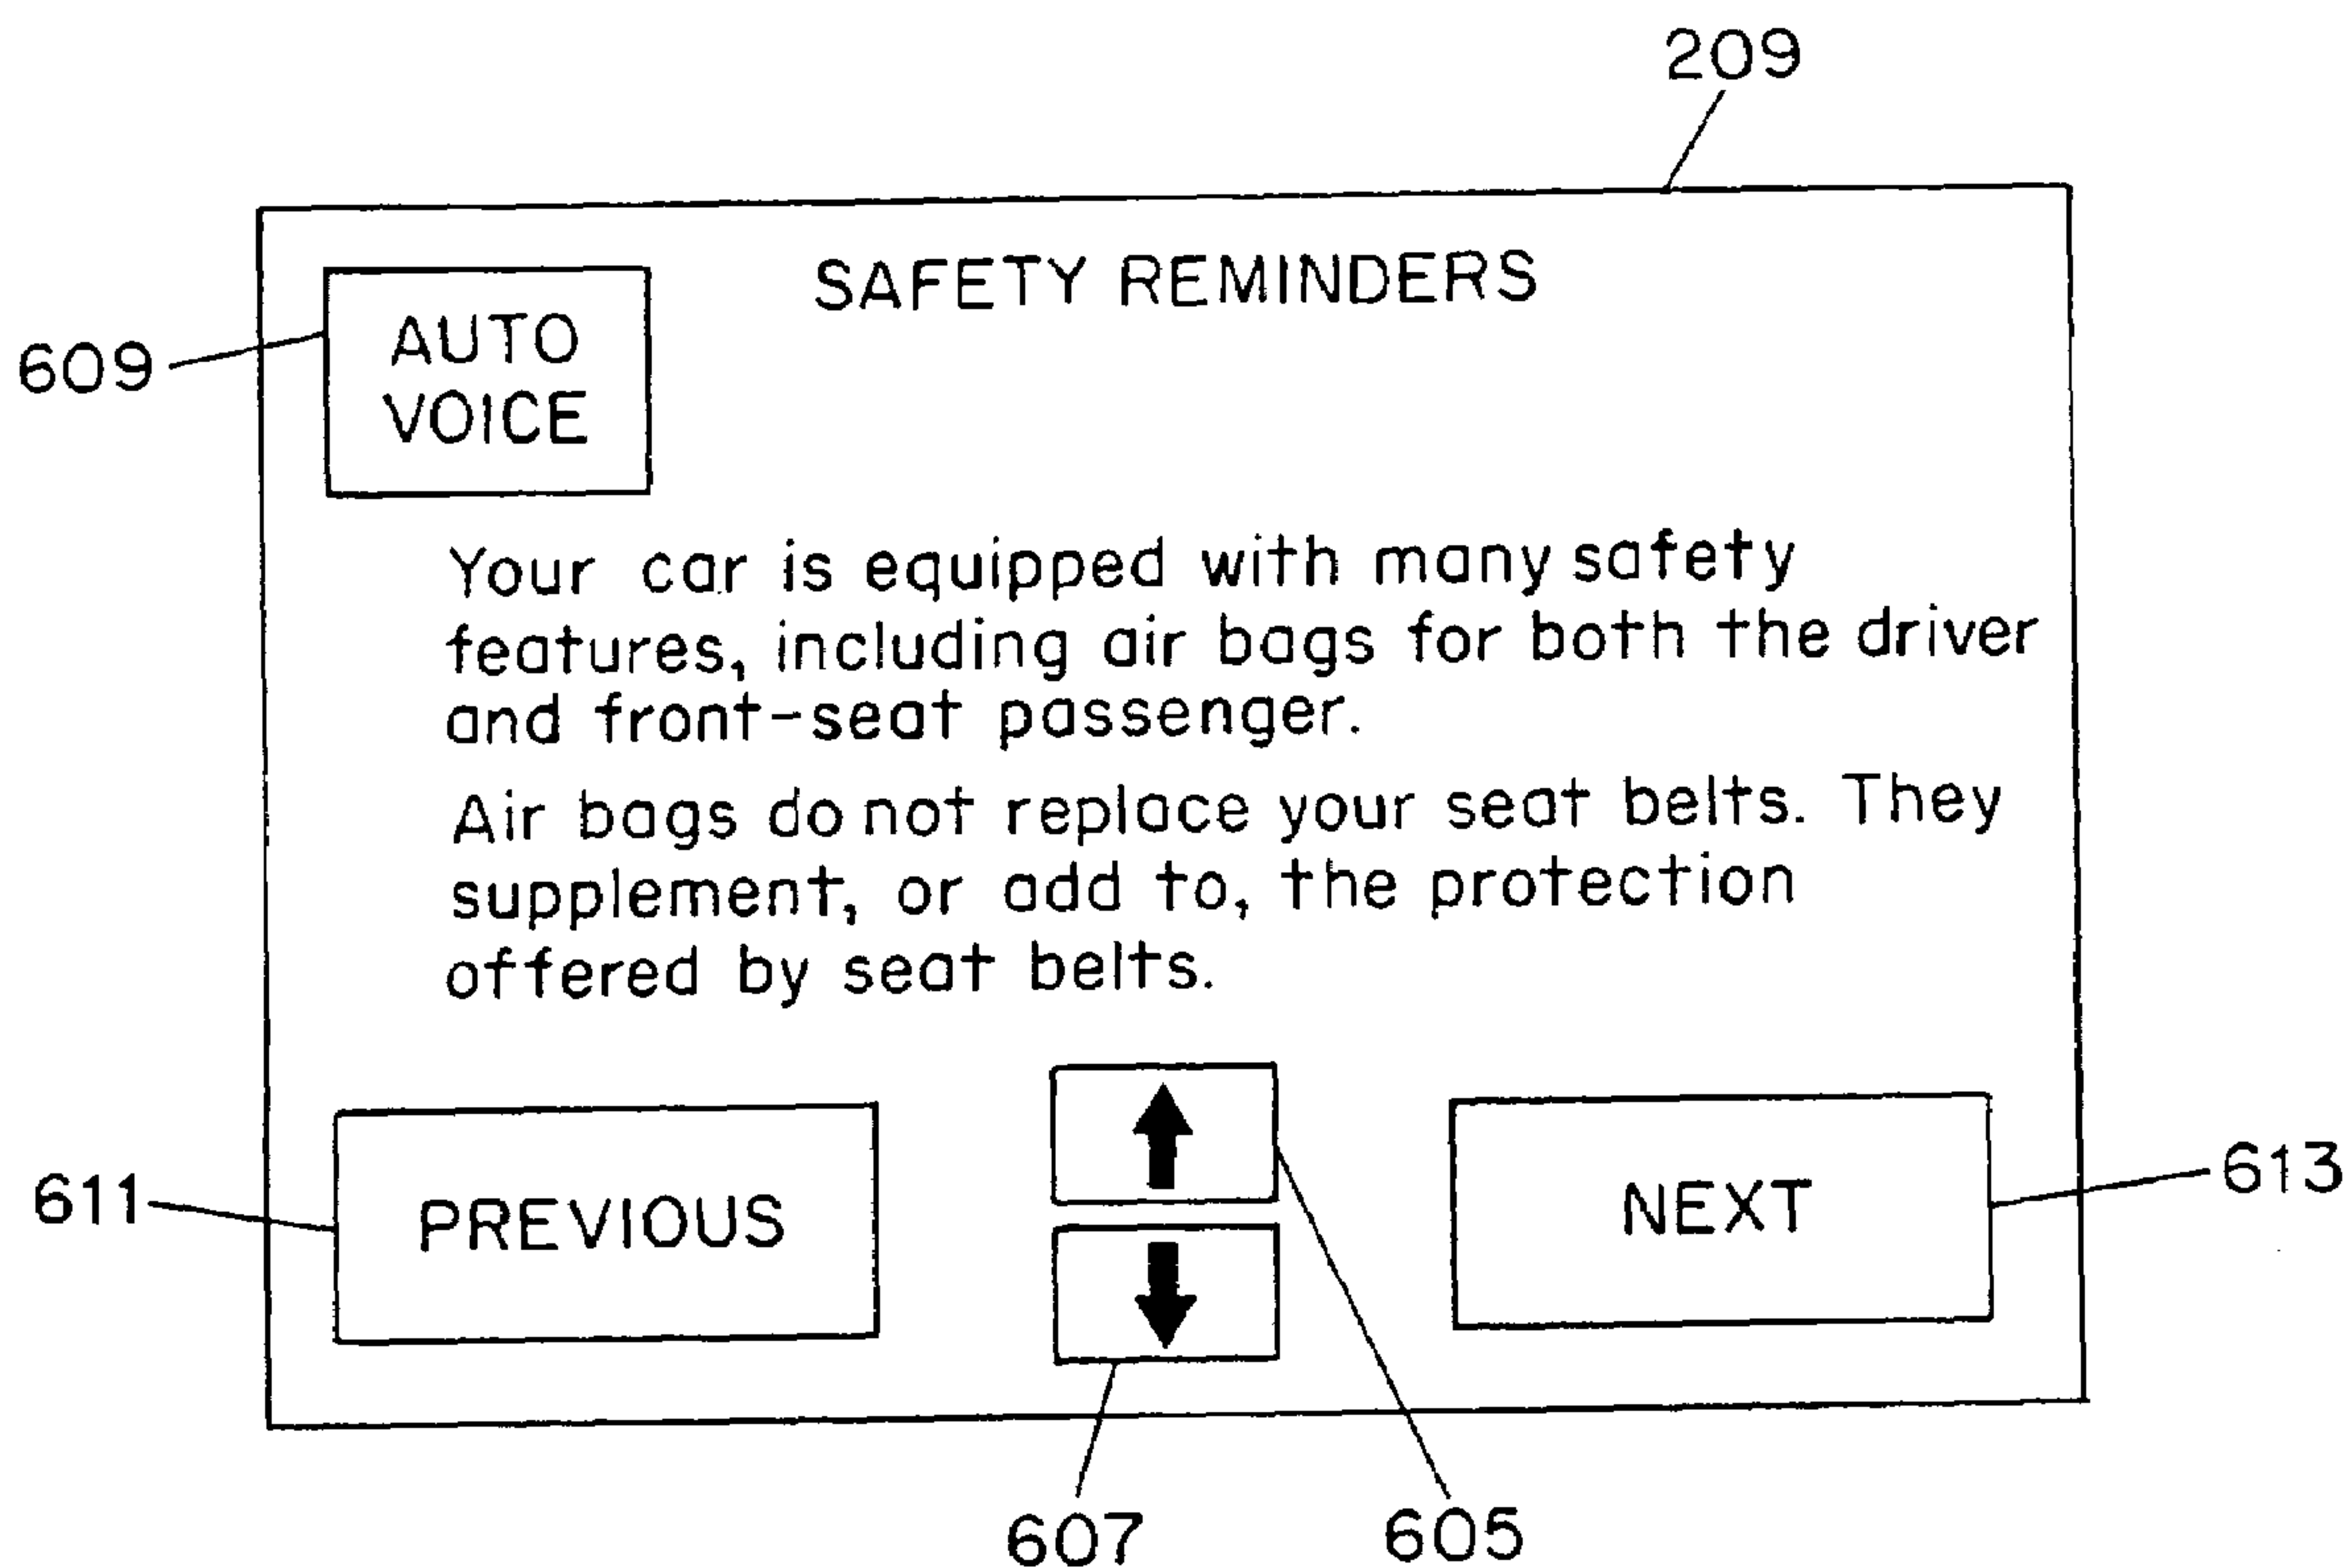 209
SAFETY REMINDERS
AUTO
VOICE
609
Your car is equipped with many safety
features, including air bags for both the driver
and front-seat passenger.
Air bags do not replace your seat belts. They
supplement, or add to, the protection
offered by seat belts.
611
PREVIOUS
NEXT
613
607
605